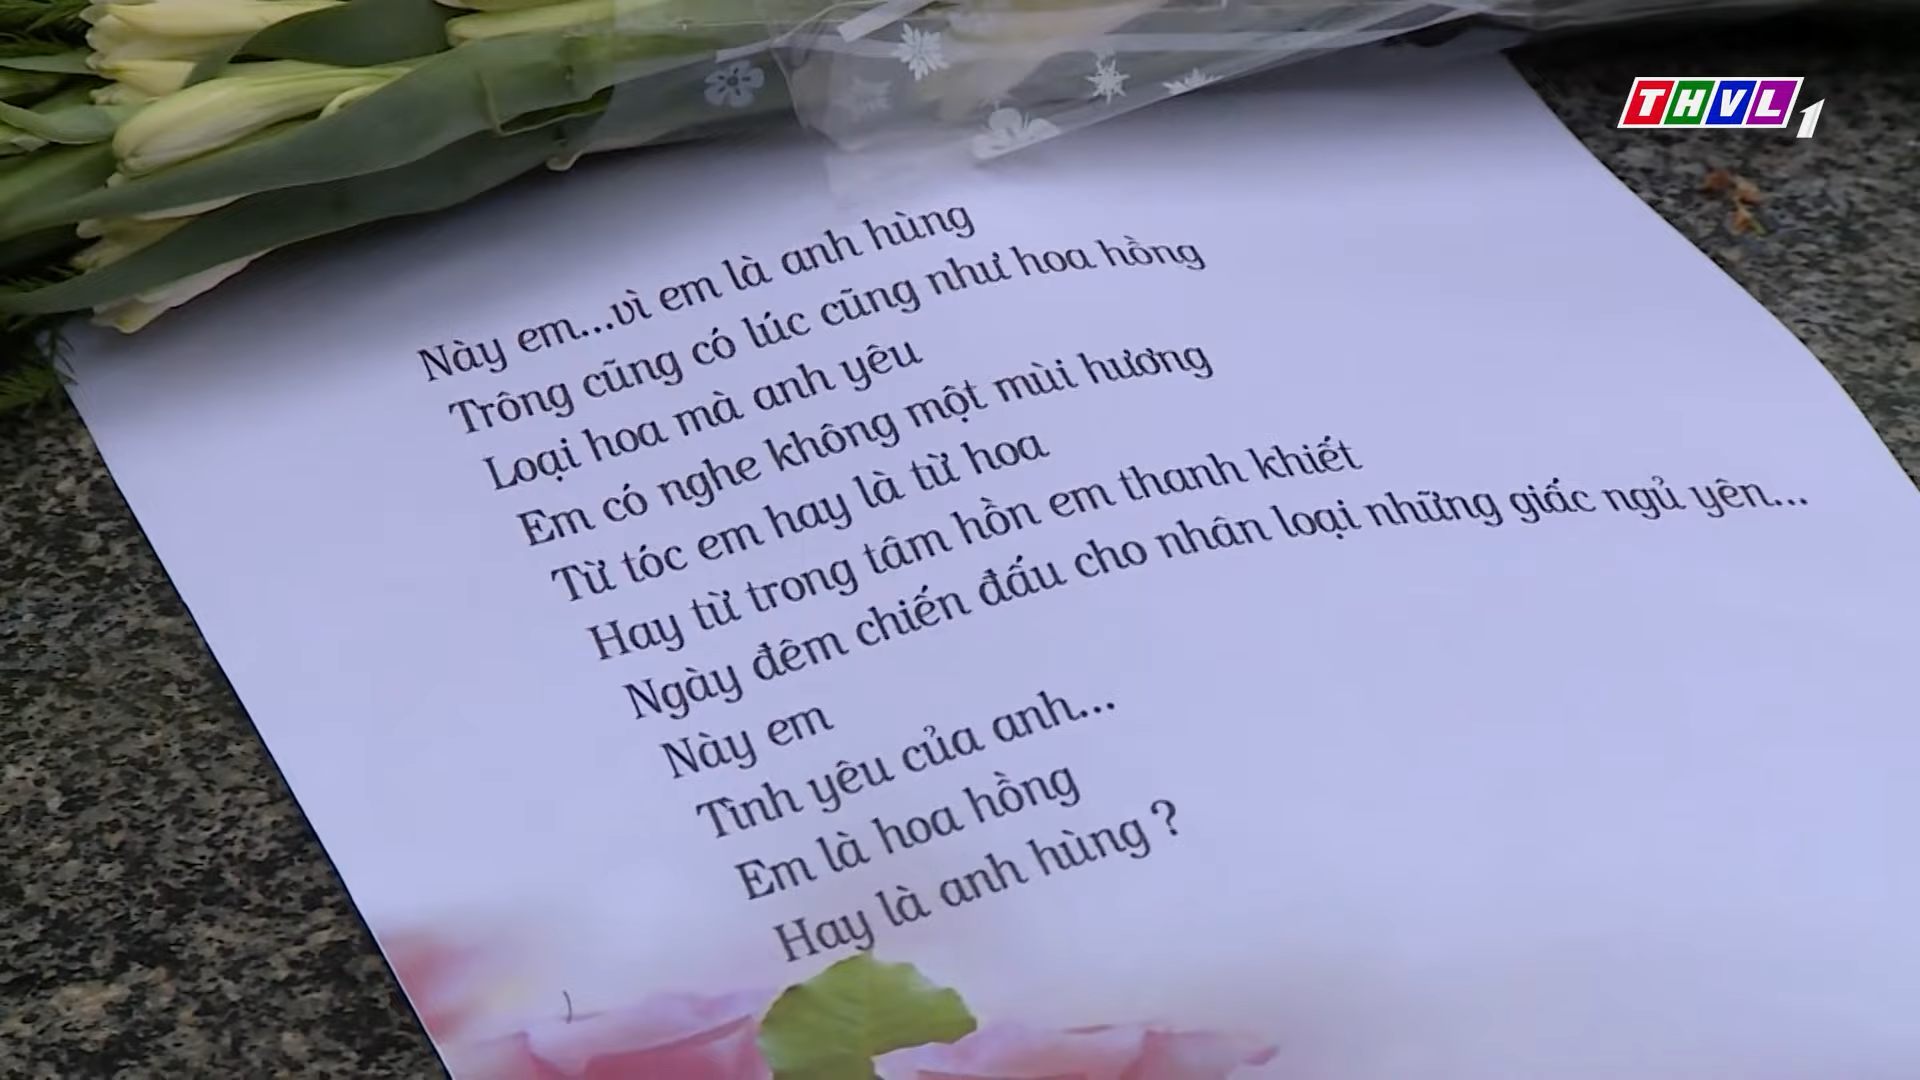 THVL1
Này em...vì em là anh hùng
Trông cũng có lúc cũng như hoa hồng
Loại hoa mà anh yêu
Em có nghe không một mùi hương
Từ tóc em hay là từ hoa
Hay từ trong tâm hồn em thanh khiết
Ngày đêm chiến đấu cho nhân loại những giấc ngủ yên...
Này em
Tình yêu của anh...
Em là hoa hồng
Hay là anh hùng ?